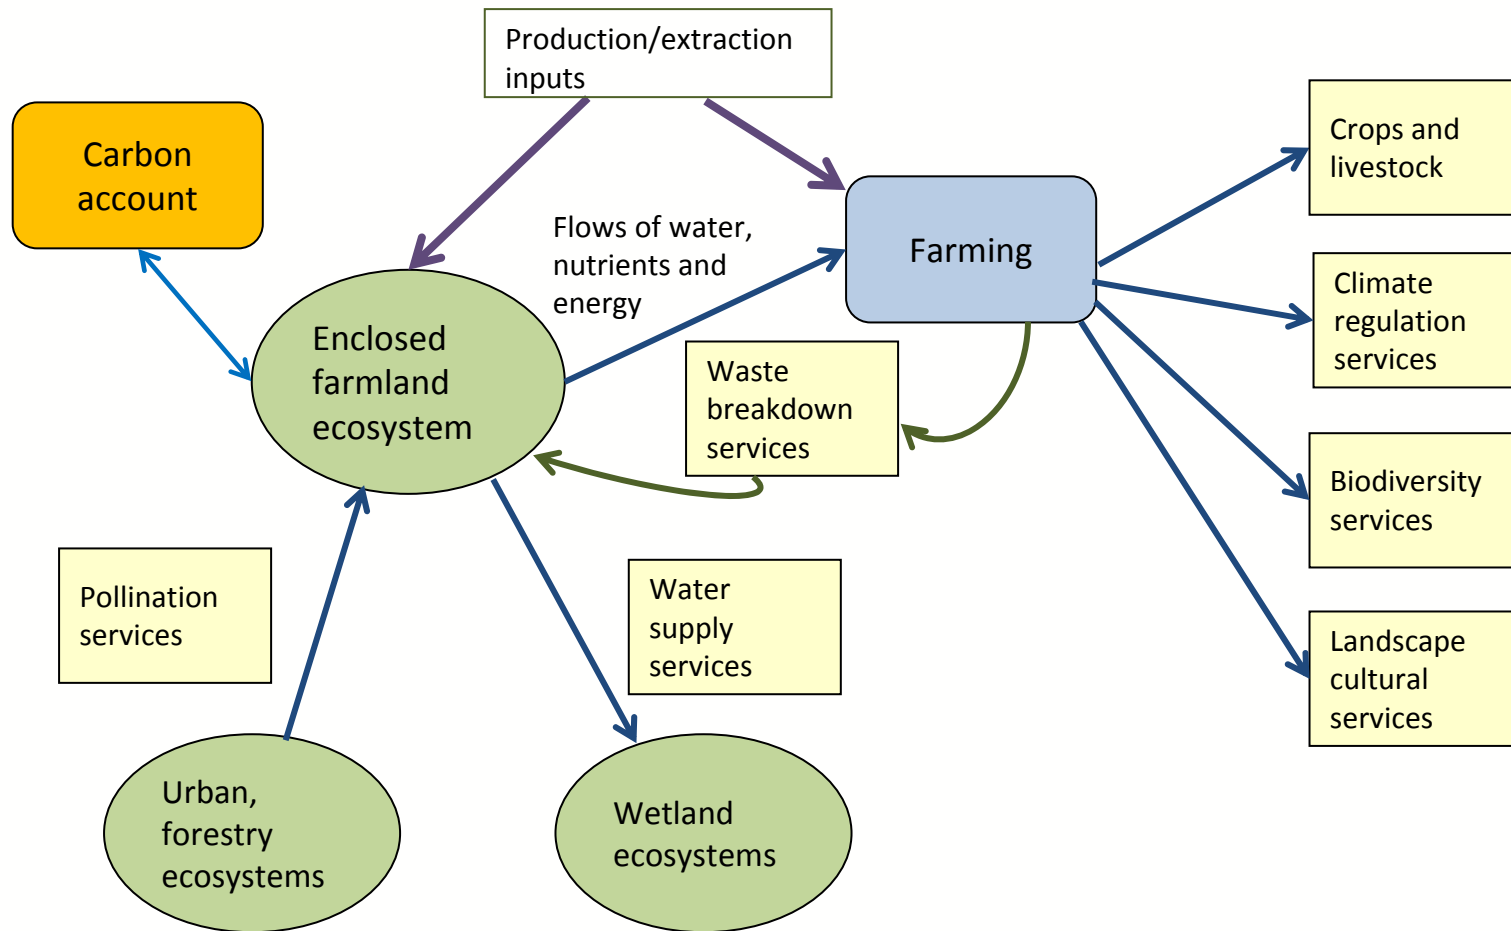 Production/extraction
inputs
Carbon
account
Crops and
livestock
Flows of water,
nutrients and
energy
Farming
Climate
regulation
services
Enclosed
farmland
ecosystem
Waste
breakdown
services
Biodiversity
services
Pollination
services
Water
supply
services
Landscape
cultural
services
Urban,
forestry
ecosystems
Wetland
ecosystems